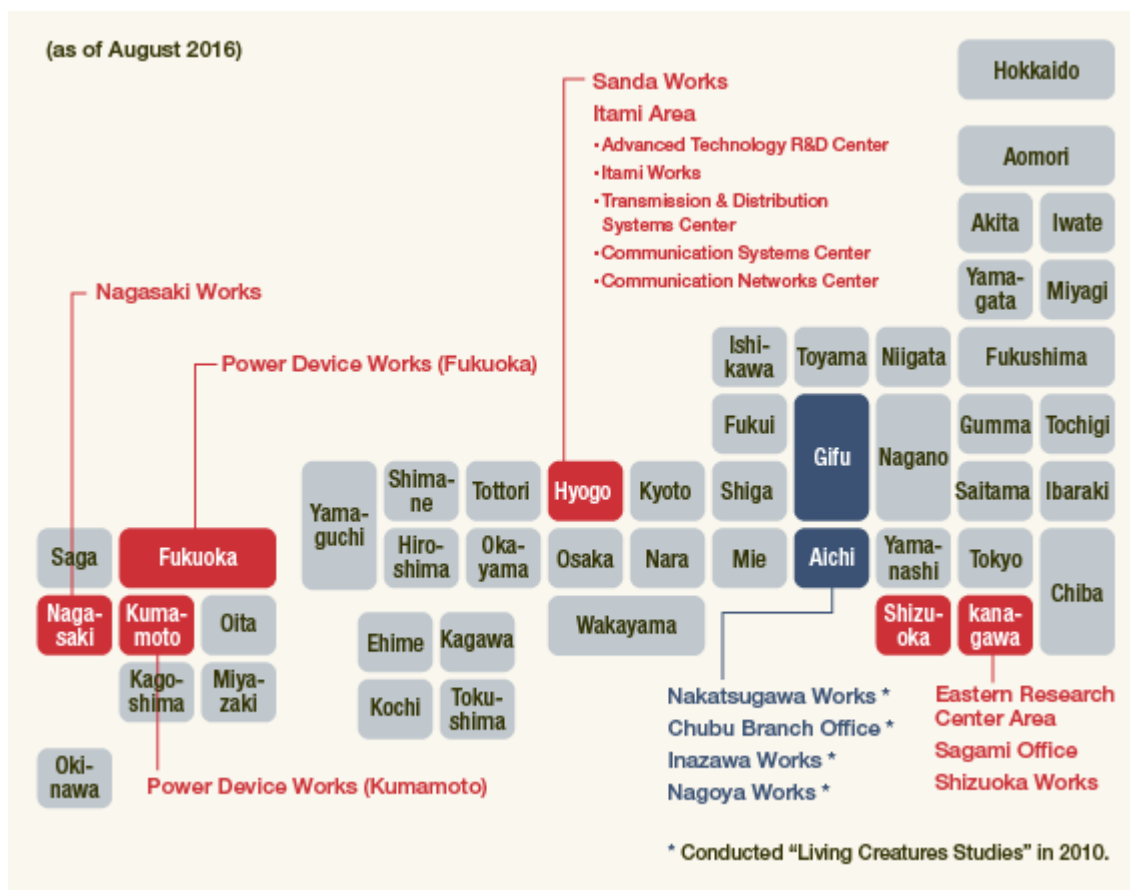 (as of August 2016)
Hokkaido
Sanda Works
Itami Area
・Advanced Technology R&D Center
・Itami Works
・Transmission & Distribution
Systems Center
・Communication Systems Center
・Communication Networks Center
Aomori
Akita
Iwate
Yama-
gata
Miyagi
Nagasaki Works
Power Device Works (Fukuoka)
Ishi-
kawa
Toyama
Niigata
Fukushima
Fukui
Gifu
Nagano
Gumma
Tochigi
Yama-
guchi
Shima-
ne
Tottori
Hyogo
Kyoto
Shiga
Saitama
Ibaraki
Saga
Fukuoka
Hiro-
shima
Oka-
yama
Osaka
Nara
Mie
Aichi
Yama-
nashi
Tokyo
Chiba
Naga-
saki
Kuma-
moto
Oita
Ehime
Kagawa
Wakayama
Shizu-
oka
kana-
gawa
Kago-
shima
Miya-
zaki
Kochi
Toku-
shima
Oki-
nawa
Power Device Works (Kumamoto)
Nakatsugawa Works *
Chubu Branch Office *
Inazawa Works *
Nagoya Works *
Eastern Research
Center Area
Sagami Office
Shizuoka Works
* Conducted “Living Creatures Studies” in 2010.